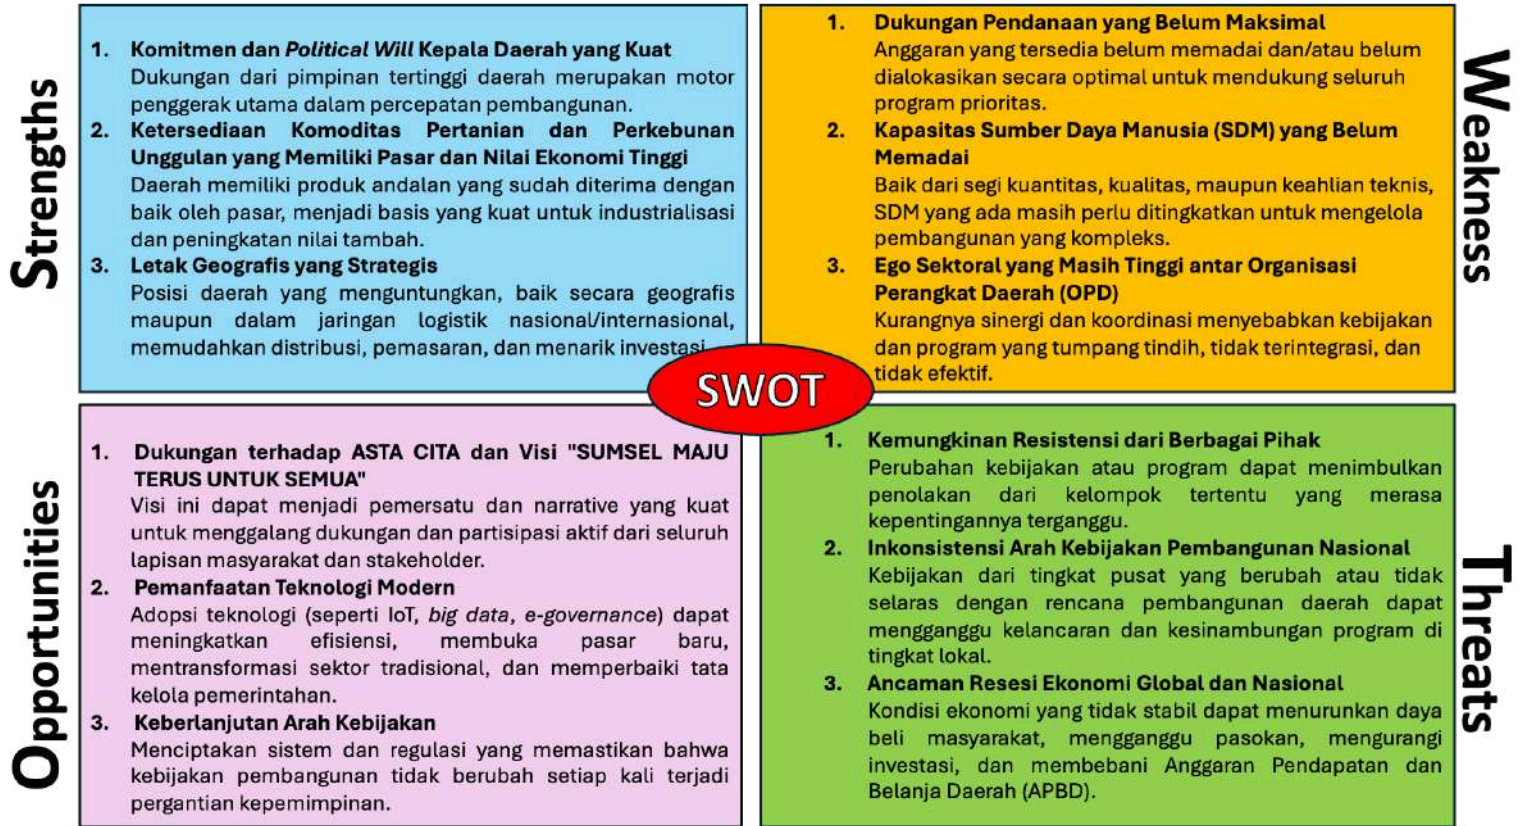 Strengths
1. Komitmen dan Political Will Kepala Daerah yang Kuat
Dukungan dari pimpinan tertinggi daerah merupakan motor
penggerak utama dalam percepatan pembangunan.
2. Ketersediaan Komoditas Pertanian dan Perkebunan
Unggulan yang Memiliki Pasar dan Nilai Ekonomi Tinggi
Daerah memiliki produk andalan yang sudah diterima dengan
baik oleh pasar, menjadi basis yang kuat untuk industrialisasi
dan peningkatan nilai tambah.
3. Letak Geografis yang Strategis
Posisi daerah yang menguntungkan, baik secara geografis
maupun dalam jaringan logistik nasional/internasional,
memudahkan distribusi, pemasaran, dan menarik investasi.
Weakness
1. Dukungan Pendanaan yang Belum Maksimal
Anggaran yang tersedia belum memadai dan/atau belum
dialokasikan secara optimal untuk mendukung seluruh
program prioritas.
2. Kapasitas Sumber Daya Manusia (SDM) yang Belum
Memadai
Baik dari segi kuantitas, kualitas, maupun keahlian teknis,
SDM yang ada masih perlu ditingkatkan untuk mengelola
pembangunan yang kompleks.
3. Ego Sektoral yang Masih Tinggi antar Organisasi
Perangkat Daerah (OPD)
Kurangnya sinergi dan koordinasi menyebabkan kebijakan
dan program yang tumpang tindih, tidak terintegrasi, dan
tidak efektif.
SWOT
Opportunities
1. Dukungan terhadap ASTA CITA dan Visi "SUMSEL MAJU
TERUS UNTUK SEMUA"
Visi ini dapat menjadi pemersatu dan narrative yang kuat
untuk menggalang dukungan dan partisipasi aktif dari seluruh
lapisan masyarakat dan stakeholder.
2. Pemanfaatan Teknologi Modern
Adopsi teknologi (seperti IoT, big data, e-governance) dapat
meningkatkan efisiensi, membuka pasar baru,
mentransformasi sektor tradisional, dan memperbaiki tata
kelola pemerintahan.
3. Keberlanjutan Arah Kebijakan
Menciptakan sistem dan regulasi yang memastikan bahwa
kebijakan pembangunan tidak berubah setiap kali terjadi
pergantian kepemimpinan.
Threats
1. Kemungkinan Resistensi dari Berbagai Pihak
Perubahan kebijakan atau program dapat menimbulkan
penolakan dari kelompok tertentu yang merasa
kepentingannya terganggu.
2. Inkonsistensi Arah Kebijakan Pembangunan Nasional
Kebijakan dari tingkat pusat yang berubah atau tidak
selaras dengan rencana pembangunan daerah dapat
mengganggu kelancaran dan kesinambungan program di
tingkat lokal.
3. Ancaman Resesi Ekonomi Global dan Nasional
Kondisi ekonomi yang tidak stabil dapat menurunkan daya
beli masyarakat, mengganggu pasokan, mengurangi
investasi, dan membebani Anggaran Pendapatan dan
Belanja Daerah (APBD).